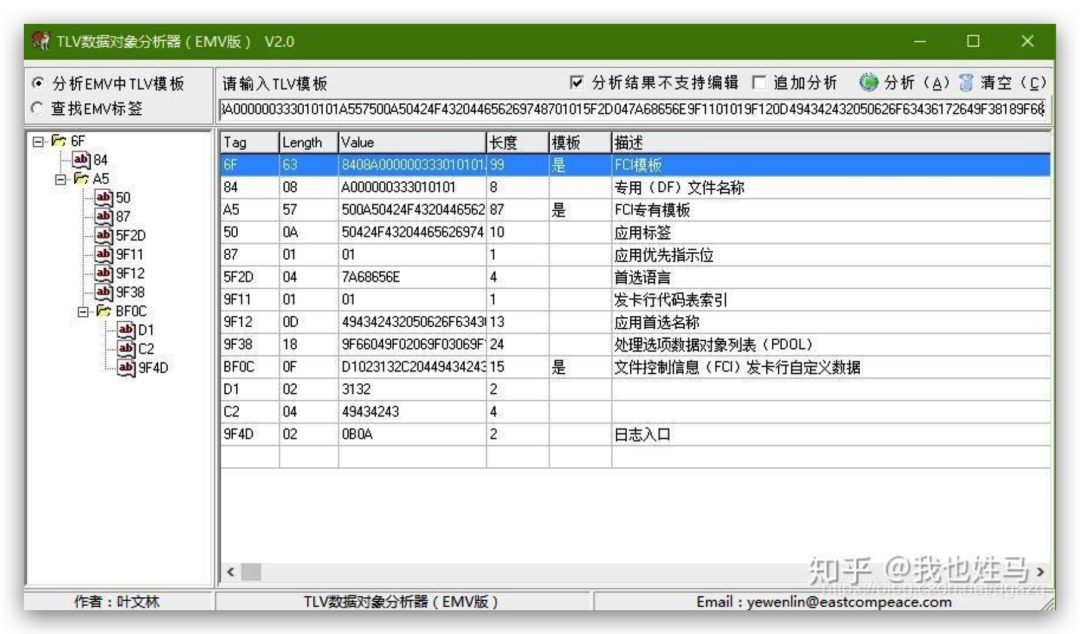 TLV数据对象分析器（EMV版） V2.0
分析EMV中TLV模板
查找EMV标签
请输入TLV模板
分析结果不支持编辑
追加分析
分析（A）
清空（C）
A000000333010101A557500A50424F43204465626974870101​5F2D047A68656E9F1101019F120D494342432050626F63436172649F38189F66
6F
84
A5
50
87
5F2D
9F11
9F12
9F38
BF0C
D1
C2
9F4D
Tag Length Value 长度 模板 描述
6F 63 8408A000000333010101 99 是 FCI模板
84 08 A000000333010101 8 专用（DF）文件名称
A5 57 500A50424F4320446562 87 是 FCI专有模板
50 0A 50424F43204465626974 10 应用标签
87 01 01 1 应用优先指示位
5F2D 04 7A68656E 4 首选语言
9F11 01 01 1 发卡行代码表索引
9F12 0D 494342432050626F6343 13 应用首选名称
9F38 18 9F66049F02069F03069F 24 处理选项数据对象列表（PDOL）
BF0C 0F D1023132C20449434243 15 是 文件控制信息（FCI）发卡行自定义数据
D1 02 3132 2
C2 04 49434243 4
9F4D 02 0B0A 2 日志入口
知乎 @我也姓马
作者：叶文林
TLV数据对象分析器（EMV版）
Email：yewenlin@eastcompeace.com